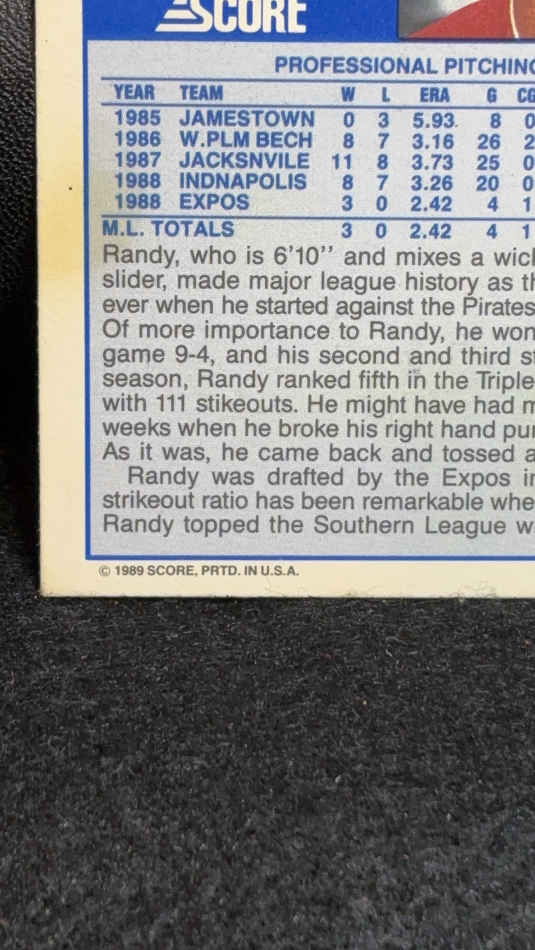 SCORE
PROFESSIONAL PITCHING
YEAR TEAM W L ERA G CG
1985 JAMESTOWN 0 3 5.93 8 0
1986 W.PLM BECH 8 7 3.16 26 2
1987 JACKSNVILE 11 8 3.73 25 0
1988 INDNAPOLIS 8 7 3.26 20 0
1988 EXPOS 3 0 2.42 4 1
M.L. TOTALS 3 0 2.42 4 1
Randy, who is 6'10'' and mixes a
slider, made major league history as
ever when he started against the Pirates
Of more importance to Randy, he won
game 9-4, and his second and third
season, Randy ranked fifth in the Triple
with 111 stikeouts. He might have had
weeks when he broke his right hand
As it was, he came back and tossed a
Randy was drafted by the Expos
strikeout ratio has been remarkable
Randy topped the Southern League
© 1989 SCORE, PRTD. IN U.S.A.